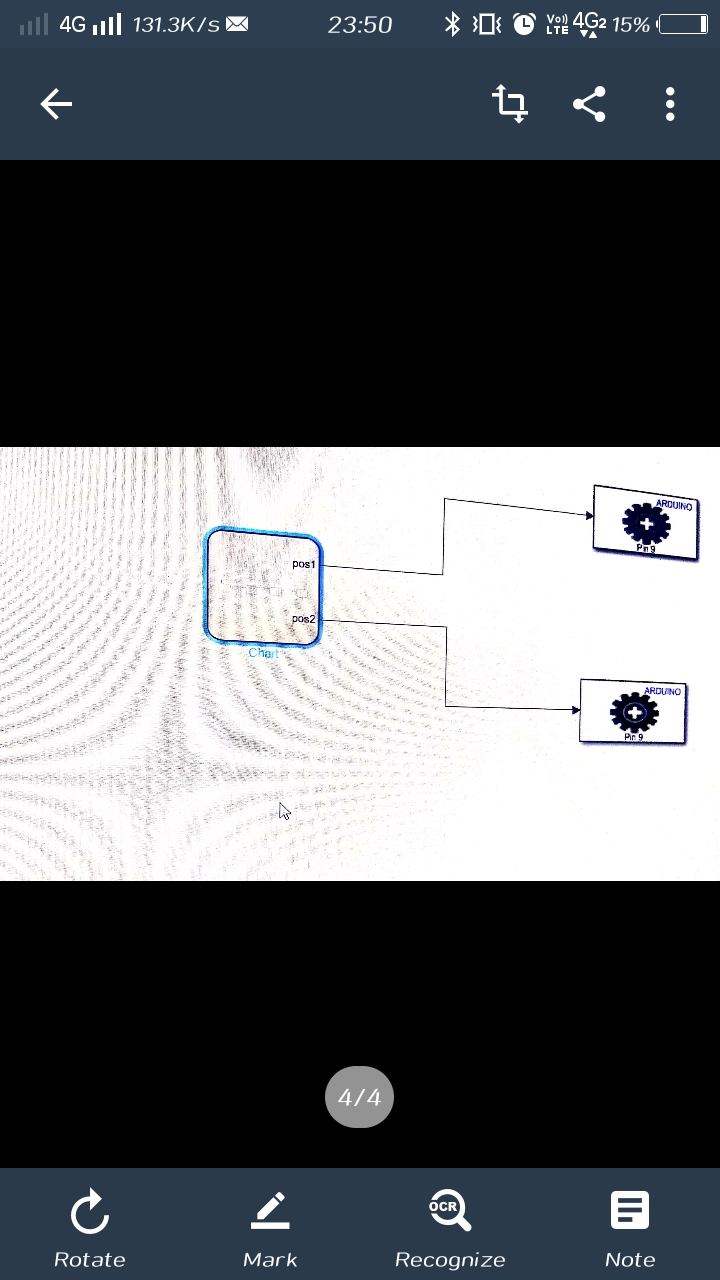 4G 131.3K/s 23:50 Vo)) LTE 4G2 15%
ARDUINO
pos1
Pin 9
pos2
Chart
ARDUINO
Pin 9
4/4
OCR
Rotate Mark Recognize Note